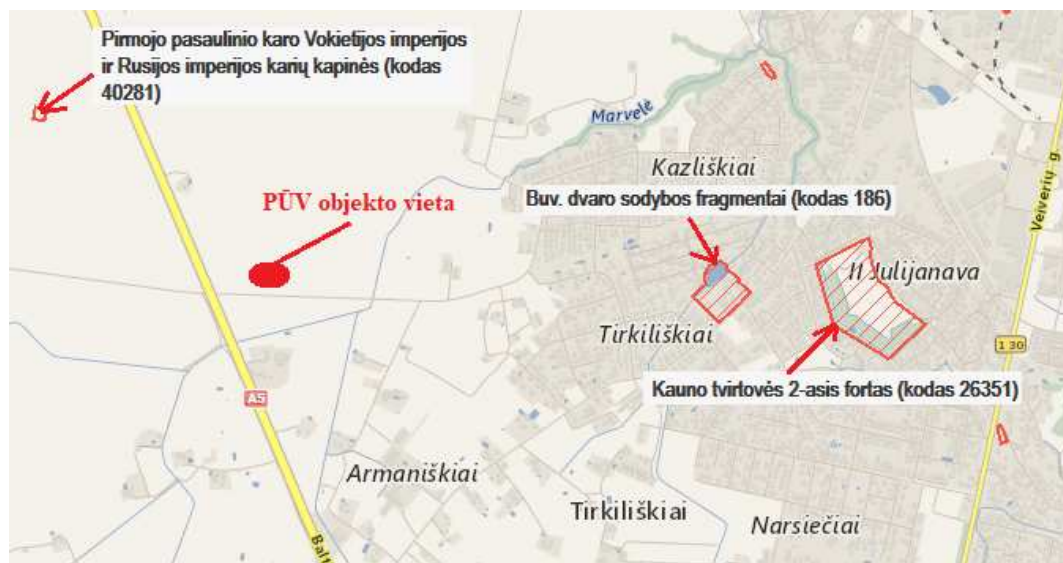 Pirmojo pasaulinio karo Vokietijos imperijos
ir Rusijos imperijos karių kapinės (kodas
40281)
Marvelė
Kazliškiai
Veiverių g
PŪV objekto vieta
Buv. dvaro sodybos fragmentai (kodas 186)
II Julijanava
Tirkiliškiai
130
Kauno tvirtovės 2-asis fortas (kodas 26351)
A5
Armaniškiai
Tirkiliškiai
Narsiečiai
Balt